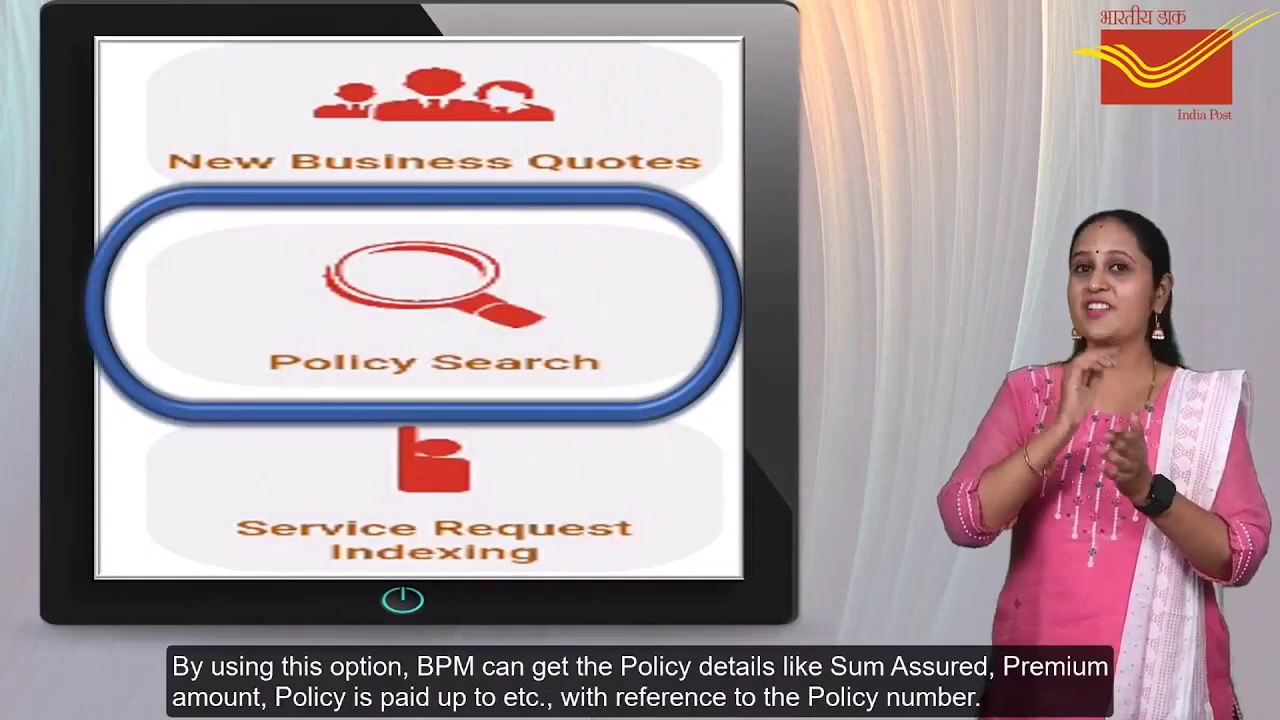 भारतीय डाक
India Post
New Business Quotes
Policy Search
Service Request
Indexing
By using this option, BPM can get the Policy details like Sum Assured, Premium
amount, Policy is paid up to etc., with reference to the Policy number.